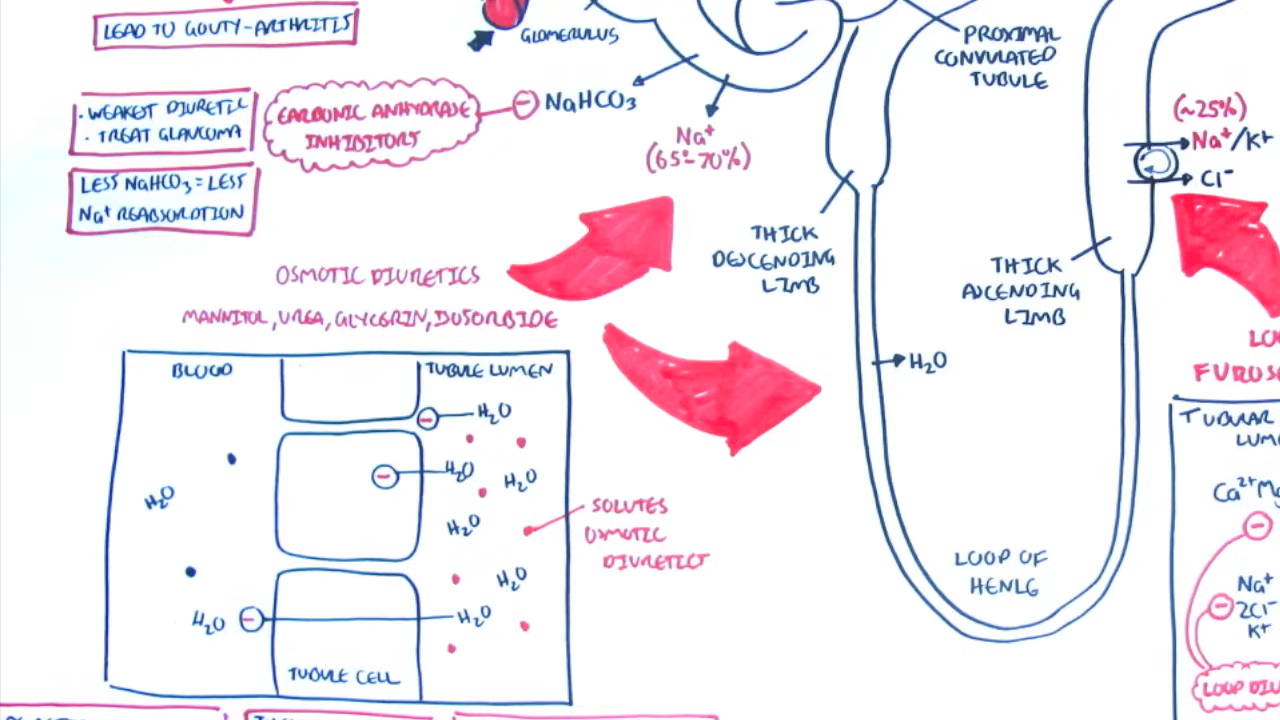 LEAD TO GOUTY-ARTHRITIS
GLOMERULUS
PROXIMAL
CONVULATED
TUBULE
· WEAKEST DIURETIC
· TREAT GLAUCOMA
CARBONIC ANHYDRASE
INHIBITORS
NaHCO₃
Na⁺
(65-70%)
(~25%)
Na⁺/K⁺
Cl⁻
LESS NaHCO₃ = LESS
Na⁺ REABSORPTION
THICK
DESCENDING
LIMB
THICK
ASCENDING
LIMB
OSMOTIC DIURETICS
MANNITOL, UREA, GLYCERIN, ISOSORBIDE
H₂O
BLOOD
TUBULE LUMEN
H₂O
H₂O
H₂O
H₂O
H₂O
H₂O
H₂O
H₂O
TUBULE CELL
SOLUTES
OSMOTIC
DIURETICS
LOOP OF
HENLE
TUBULAR
Ca²⁺
Na⁺
2Cl⁻
K⁺
LOOP